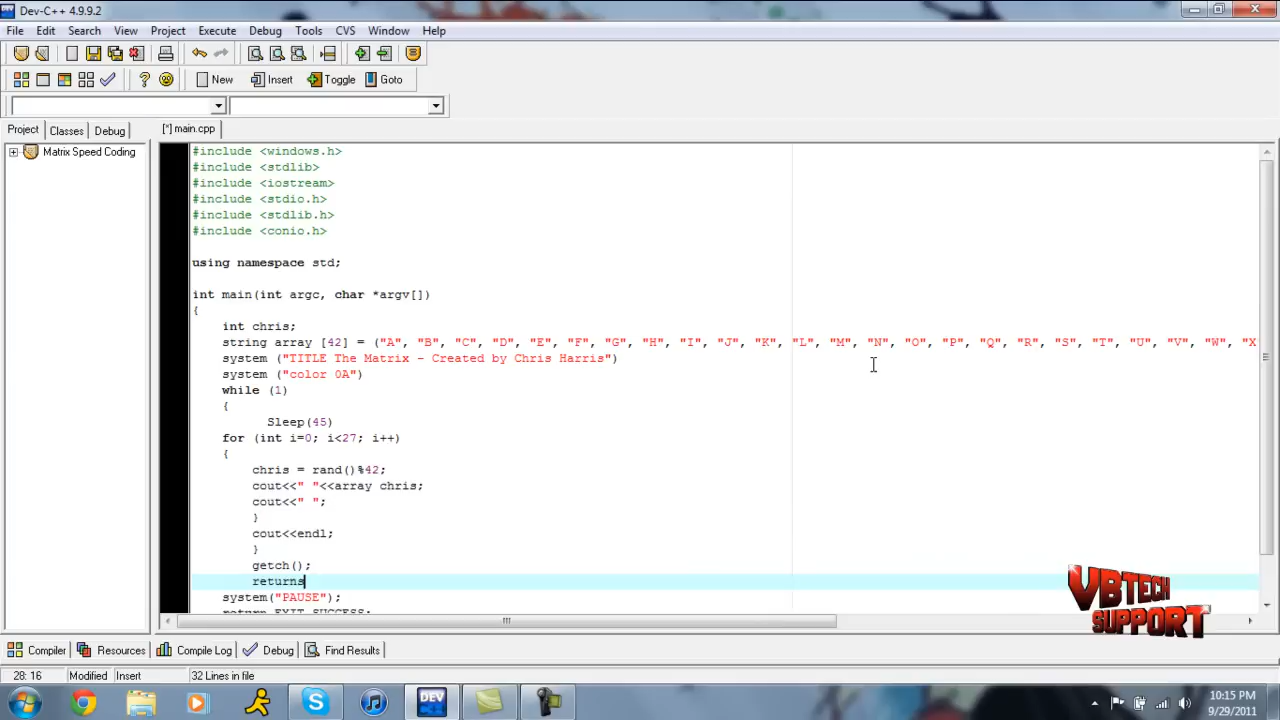 Dev-C++ 4.9.9.2
File Edit Search View Project Execute Debug Tools CVS Window Help
New Insert Toggle Goto
Project Classes Debug
[*] main.cpp
Matrix Speed Coding
#include <windows.h>
#include <stdlib>
#include <iostream>
#include <stdio.h>
#include <stdlib.h>
#include <conio.h>
using namespace std;
int main(int argc, char *argv[])
{
int chris;
string array [42] = ("A", "B", "C", "D", "E", "F", "G", "H", "I", "J", "K", "L", "M", "N", "O", "P", "Q", "R", "S", "T", "U", "V", "W", "X
system ("TITLE The Matrix - Created by Chris Harris")
system ("color 0A")
while (1)
{
Sleep(45)
for (int i=0; i<27; i++)
{
chris = rand()%42;
cout<<" "<<array chris;
cout<<" ";
}
cout<<endl;
}
getch();
returns
system("PAUSE");
return EXIT_SUCCESS;
VBTECH
SUPPORT
Compiler Resources Compile Log Debug Find Results
28: 16 Modified Insert 32 Lines in file
DEV
10:15 PM
9/29/2011